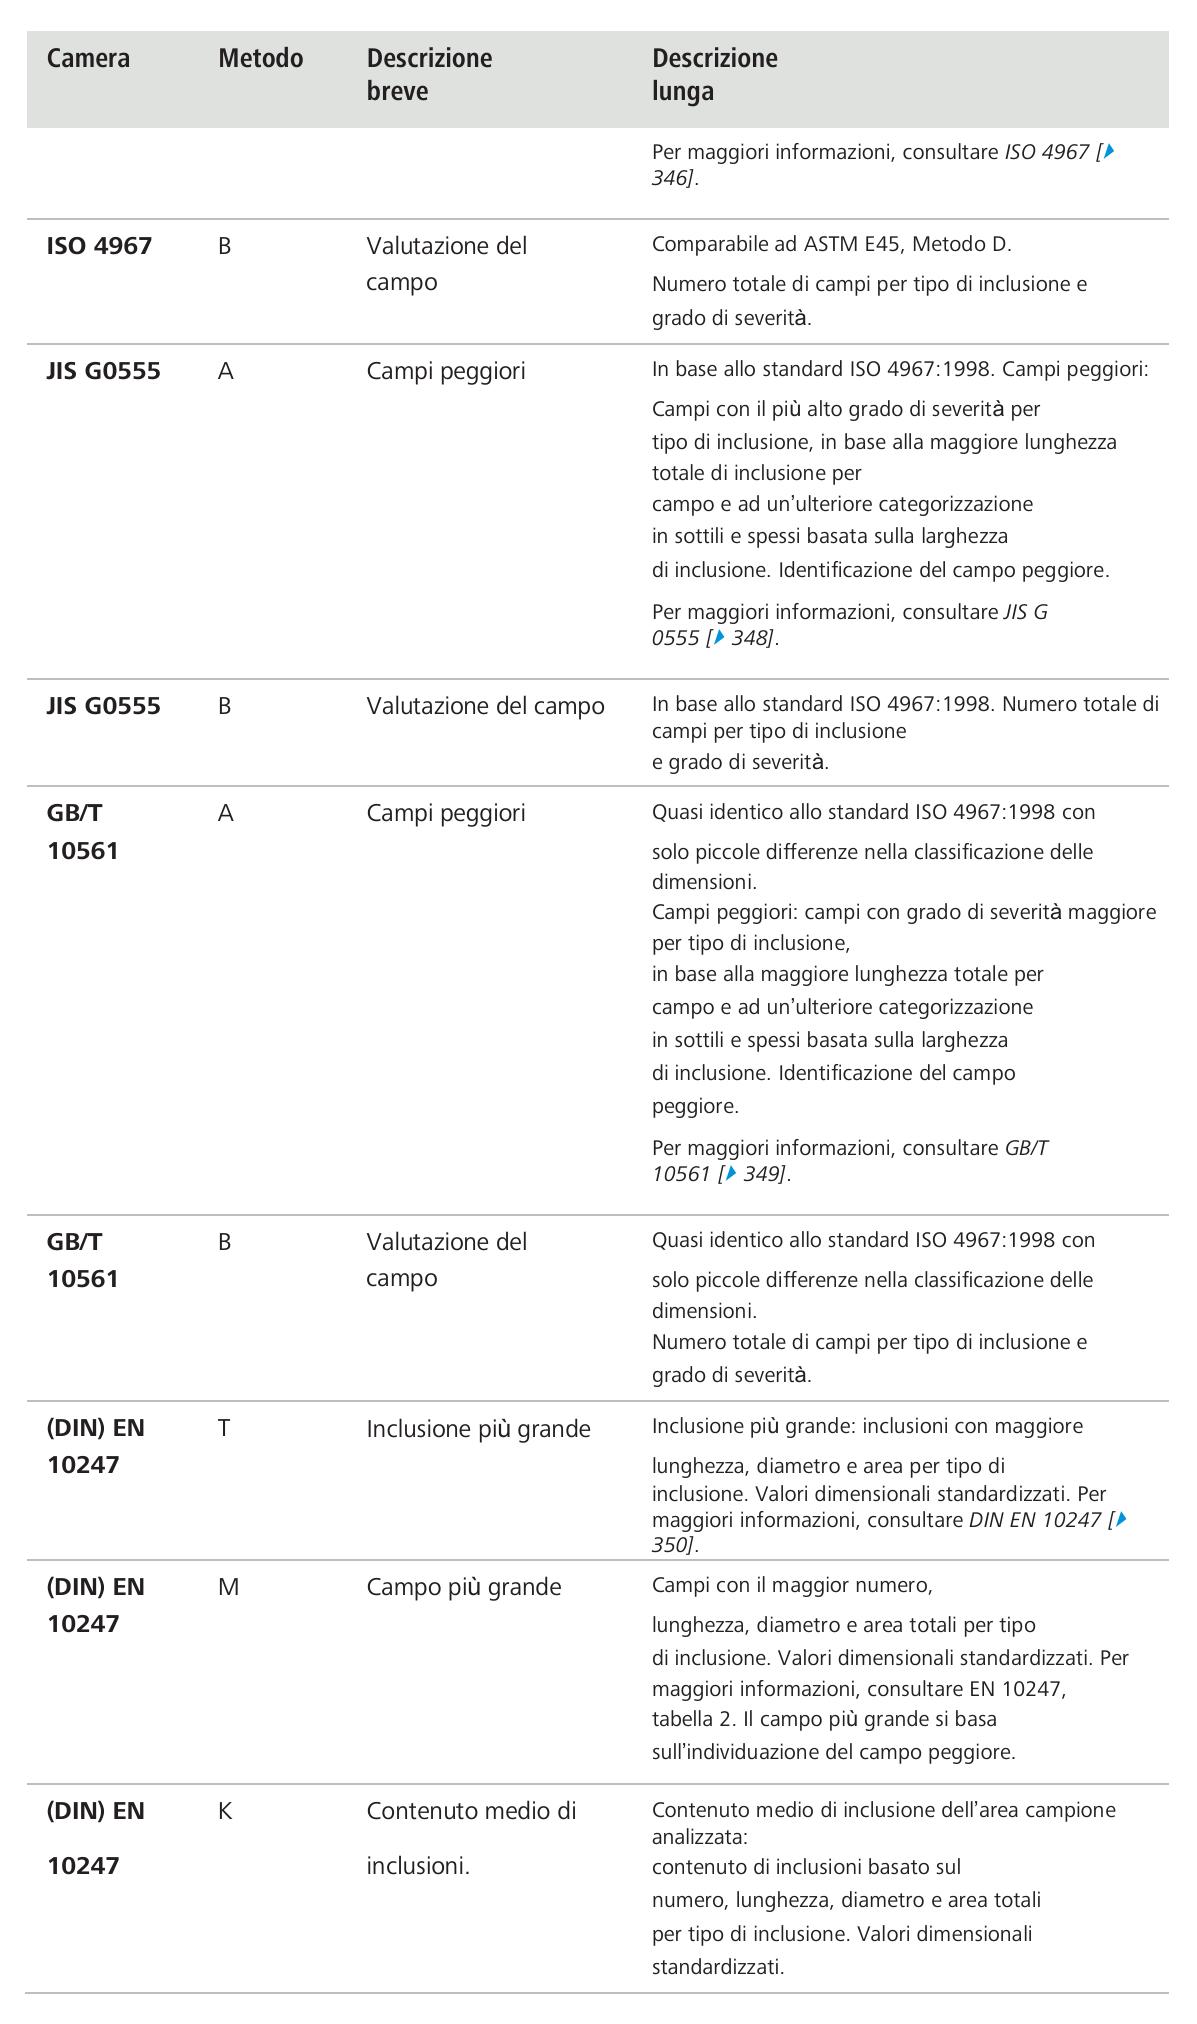 Camera Metodo Descrizione Descrizione
breve lunga
Per maggiori informazioni, consultare ISO 4967 [
346].
ISO 4967 B Valutazione del Comparabile ad ASTM E45, Metodo D.
campo Numero totale di campi per tipo di inclusione e
grado di severità.
JIS G0555 A Campi peggiori In base allo standard ISO 4967:1998. Campi peggiori:
Campi con il più alto grado di severità per
tipo di inclusione, in base alla maggiore lunghezza
totale di inclusione per
campo e ad un'ulteriore categorizzazione
in sottili e spessi basata sulla larghezza
di inclusione. Identificazione del campo peggiore.
Per maggiori informazioni, consultare JIS G
0555 [ 348].
JIS G0555 B Valutazione del campo In base allo standard ISO 4967:1998. Numero totale di
campi per tipo di inclusione
e grado di severità.
GB/T A Campi peggiori Quasi identico allo standard ISO 4967:1998 con
10561 solo piccole differenze nella classificazione delle
dimensioni.
Campi peggiori: campi con grado di severità maggiore
per tipo di inclusione,
in base alla maggiore lunghezza totale per
campo e ad un'ulteriore categorizzazione
in sottili e spessi basata sulla larghezza
di inclusione. Identificazione del campo
peggiore.
Per maggiori informazioni, consultare GB/T
10561 [ 349].
GB/T B Valutazione del Quasi identico allo standard ISO 4967:1998 con
10561 campo solo piccole differenze nella classificazione delle
dimensioni.
Numero totale di campi per tipo di inclusione e
grado di severità.
(DIN) EN T Inclusione più grande Inclusione più grande: inclusioni con maggiore
10247 lunghezza, diametro e area per tipo di
inclusione. Valori dimensionali standardizzati. Per
maggiori informazioni, consultare DIN EN 10247 [
350].
(DIN) EN M Campo più grande Campi con il maggior numero,
10247 lunghezza, diametro e area totali per tipo
di inclusione. Valori dimensionali standardizzati. Per
maggiori informazioni, consultare EN 10247,
tabella 2. Il campo più grande si basa
sull'individuazione del campo peggiore.
(DIN) EN K Contenuto medio di Contenuto medio di inclusione dell'area campione
analizzata:
10247 inclusioni. contenuto di inclusioni basato sul
numero, lunghezza, diametro e area totali
per tipo di inclusione. Valori dimensionali
standardizzati.